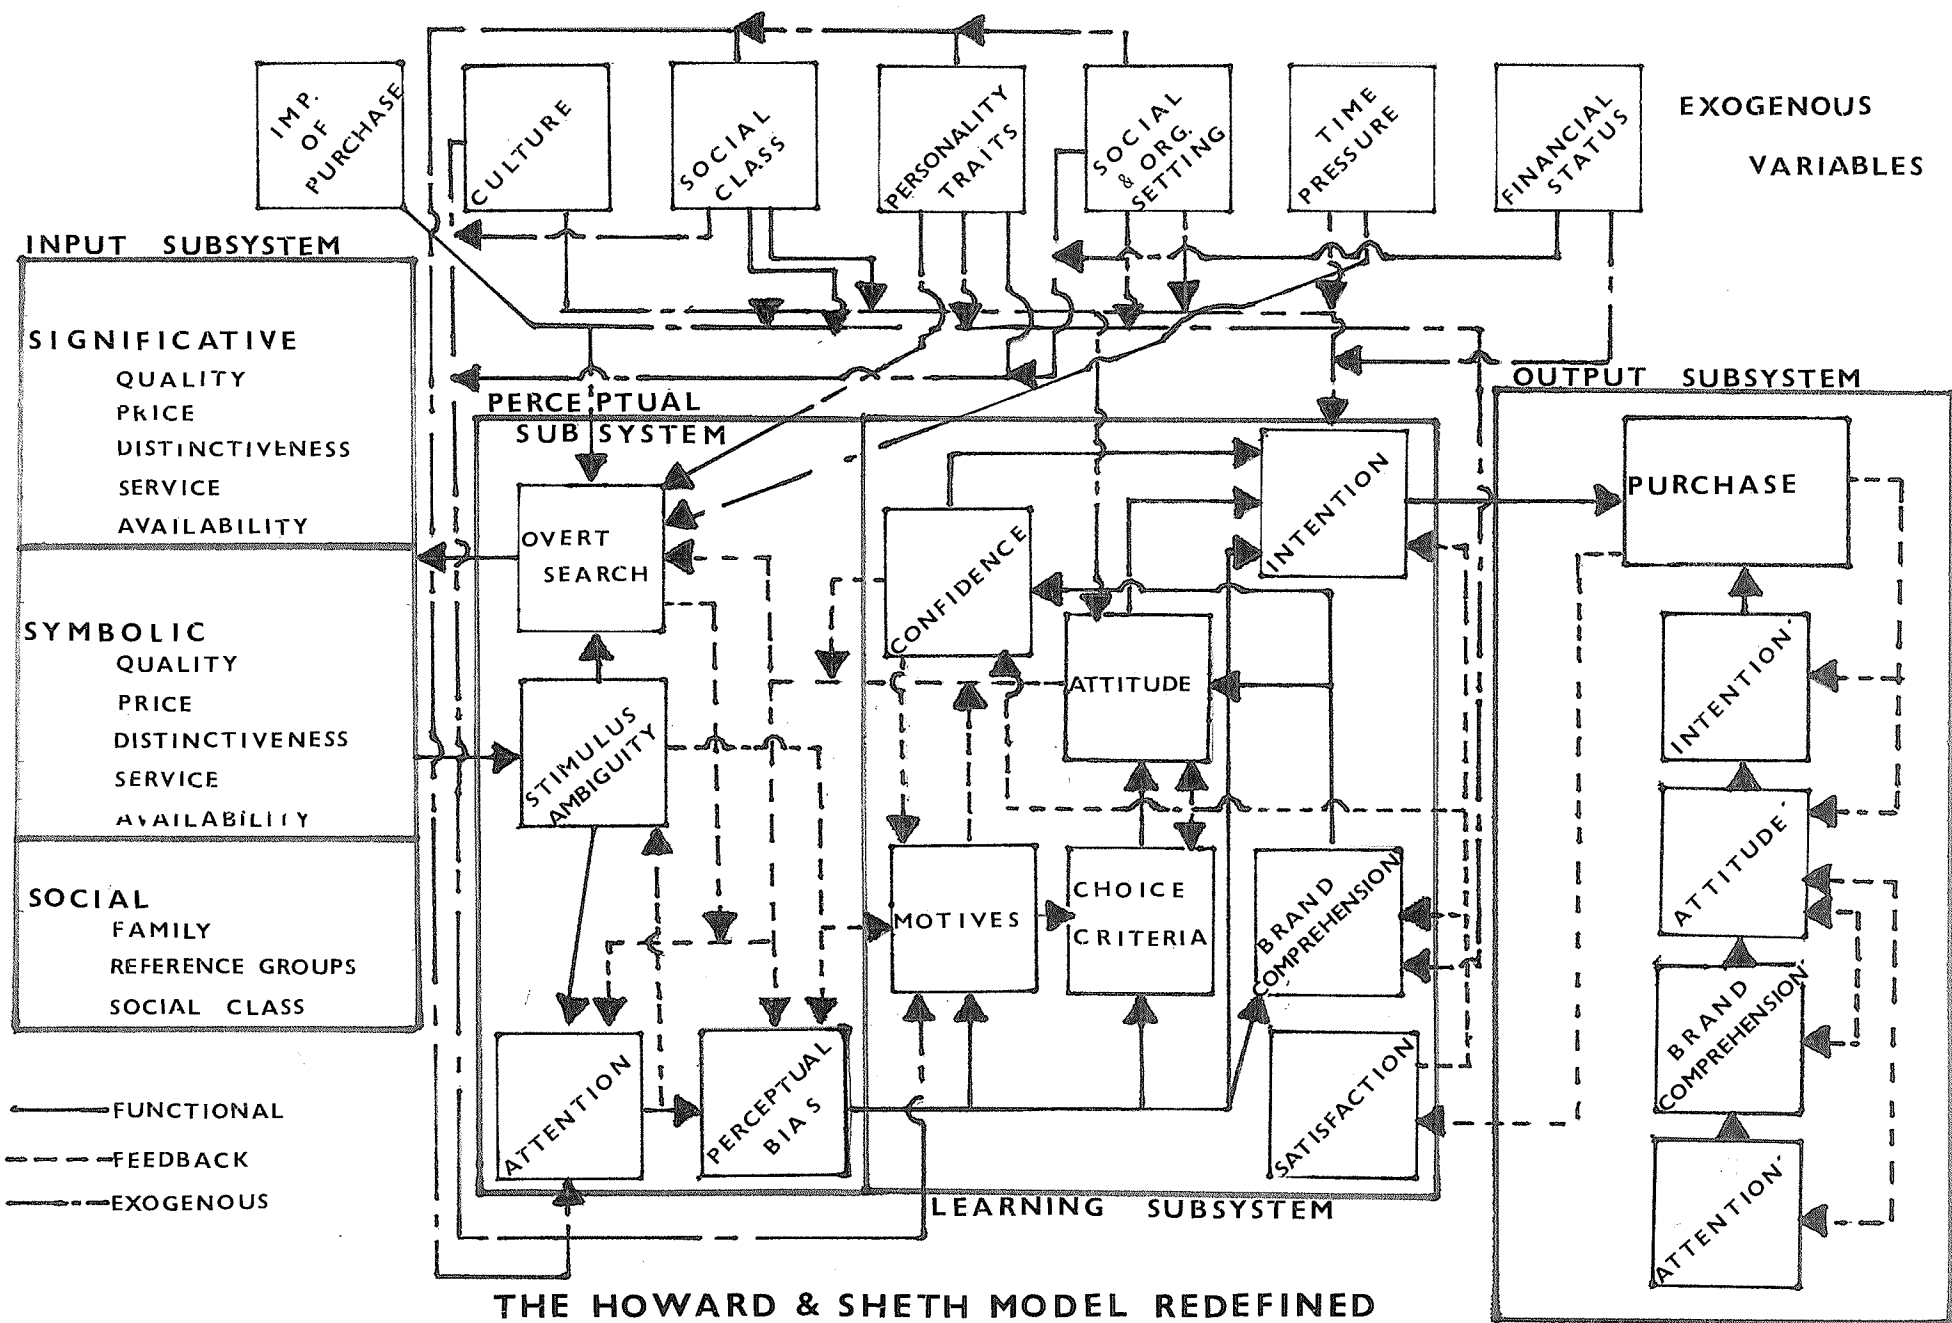 IMP.
OF
PURCHASE
CULTURE
SOCIAL
CLASS
PERSONALITY
TRAITS
SOCIAL
& ORG.
SETTING
TIME
PRESSURE
FINANCIAL
STATUS
EXOGENOUS
VARIABLES
INPUT SUBSYSTEM
SIGNIFICATIVE
QUALITY
PRICE
DISTINCTIVENESS
SERVICE
AVAILABILITY
SYMBOLIC
QUALITY
PRICE
DISTINCTIVENESS
SERVICE
AVAILABILITY
SOCIAL
FAMILY
REFERENCE GROUPS
SOCIAL CLASS
FUNCTIONAL
FEEDBACK
EXOGENOUS
PERCEPTUAL
SUBSYSTEM
OVERT
SEARCH
STIMULUS
AMBIGUITY
ATTENTION
PERCEPTUAL
BIAS
CONFIDENCE
INTENTION
ATTITUDE
MOTIVES
CHOICE
CRITERIA
BRAND
COMPREHENSION
SATISFACTION
LEARNING SUBSYSTEM
OUTPUT SUBSYSTEM
PURCHASE
INTENTION'
ATTITUDE'
BRAND
COMPREHENSION'
ATTENTION'
THE HOWARD & SHETH MODEL REDEFINED